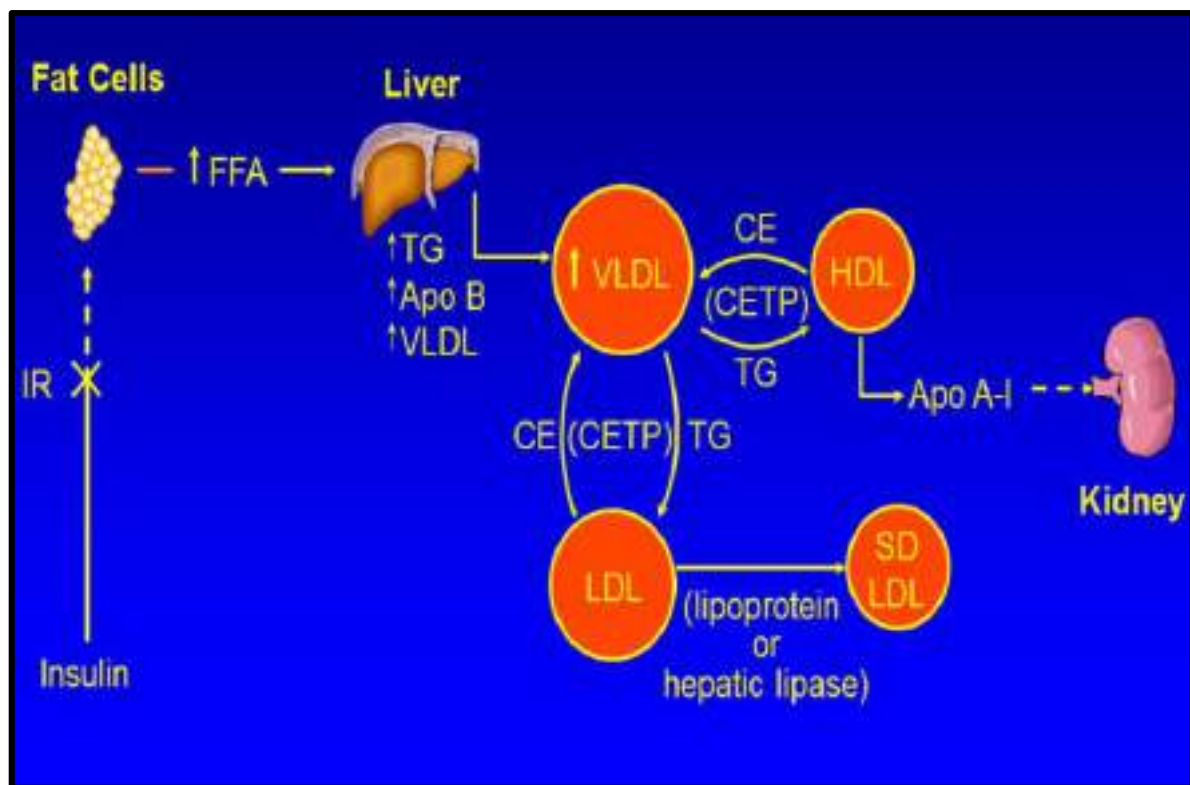 Fat Cells
Liver
↑ FFA
↑TG
↑Apo B
↑VLDL
↑ VLDL
CE
(CETP)
TG
HDL
Apo A-I
Kidney
IR
Insulin
CE (CETP) TG
LDL
(lipoprotein
or
hepatic lipase)
SD
LDL